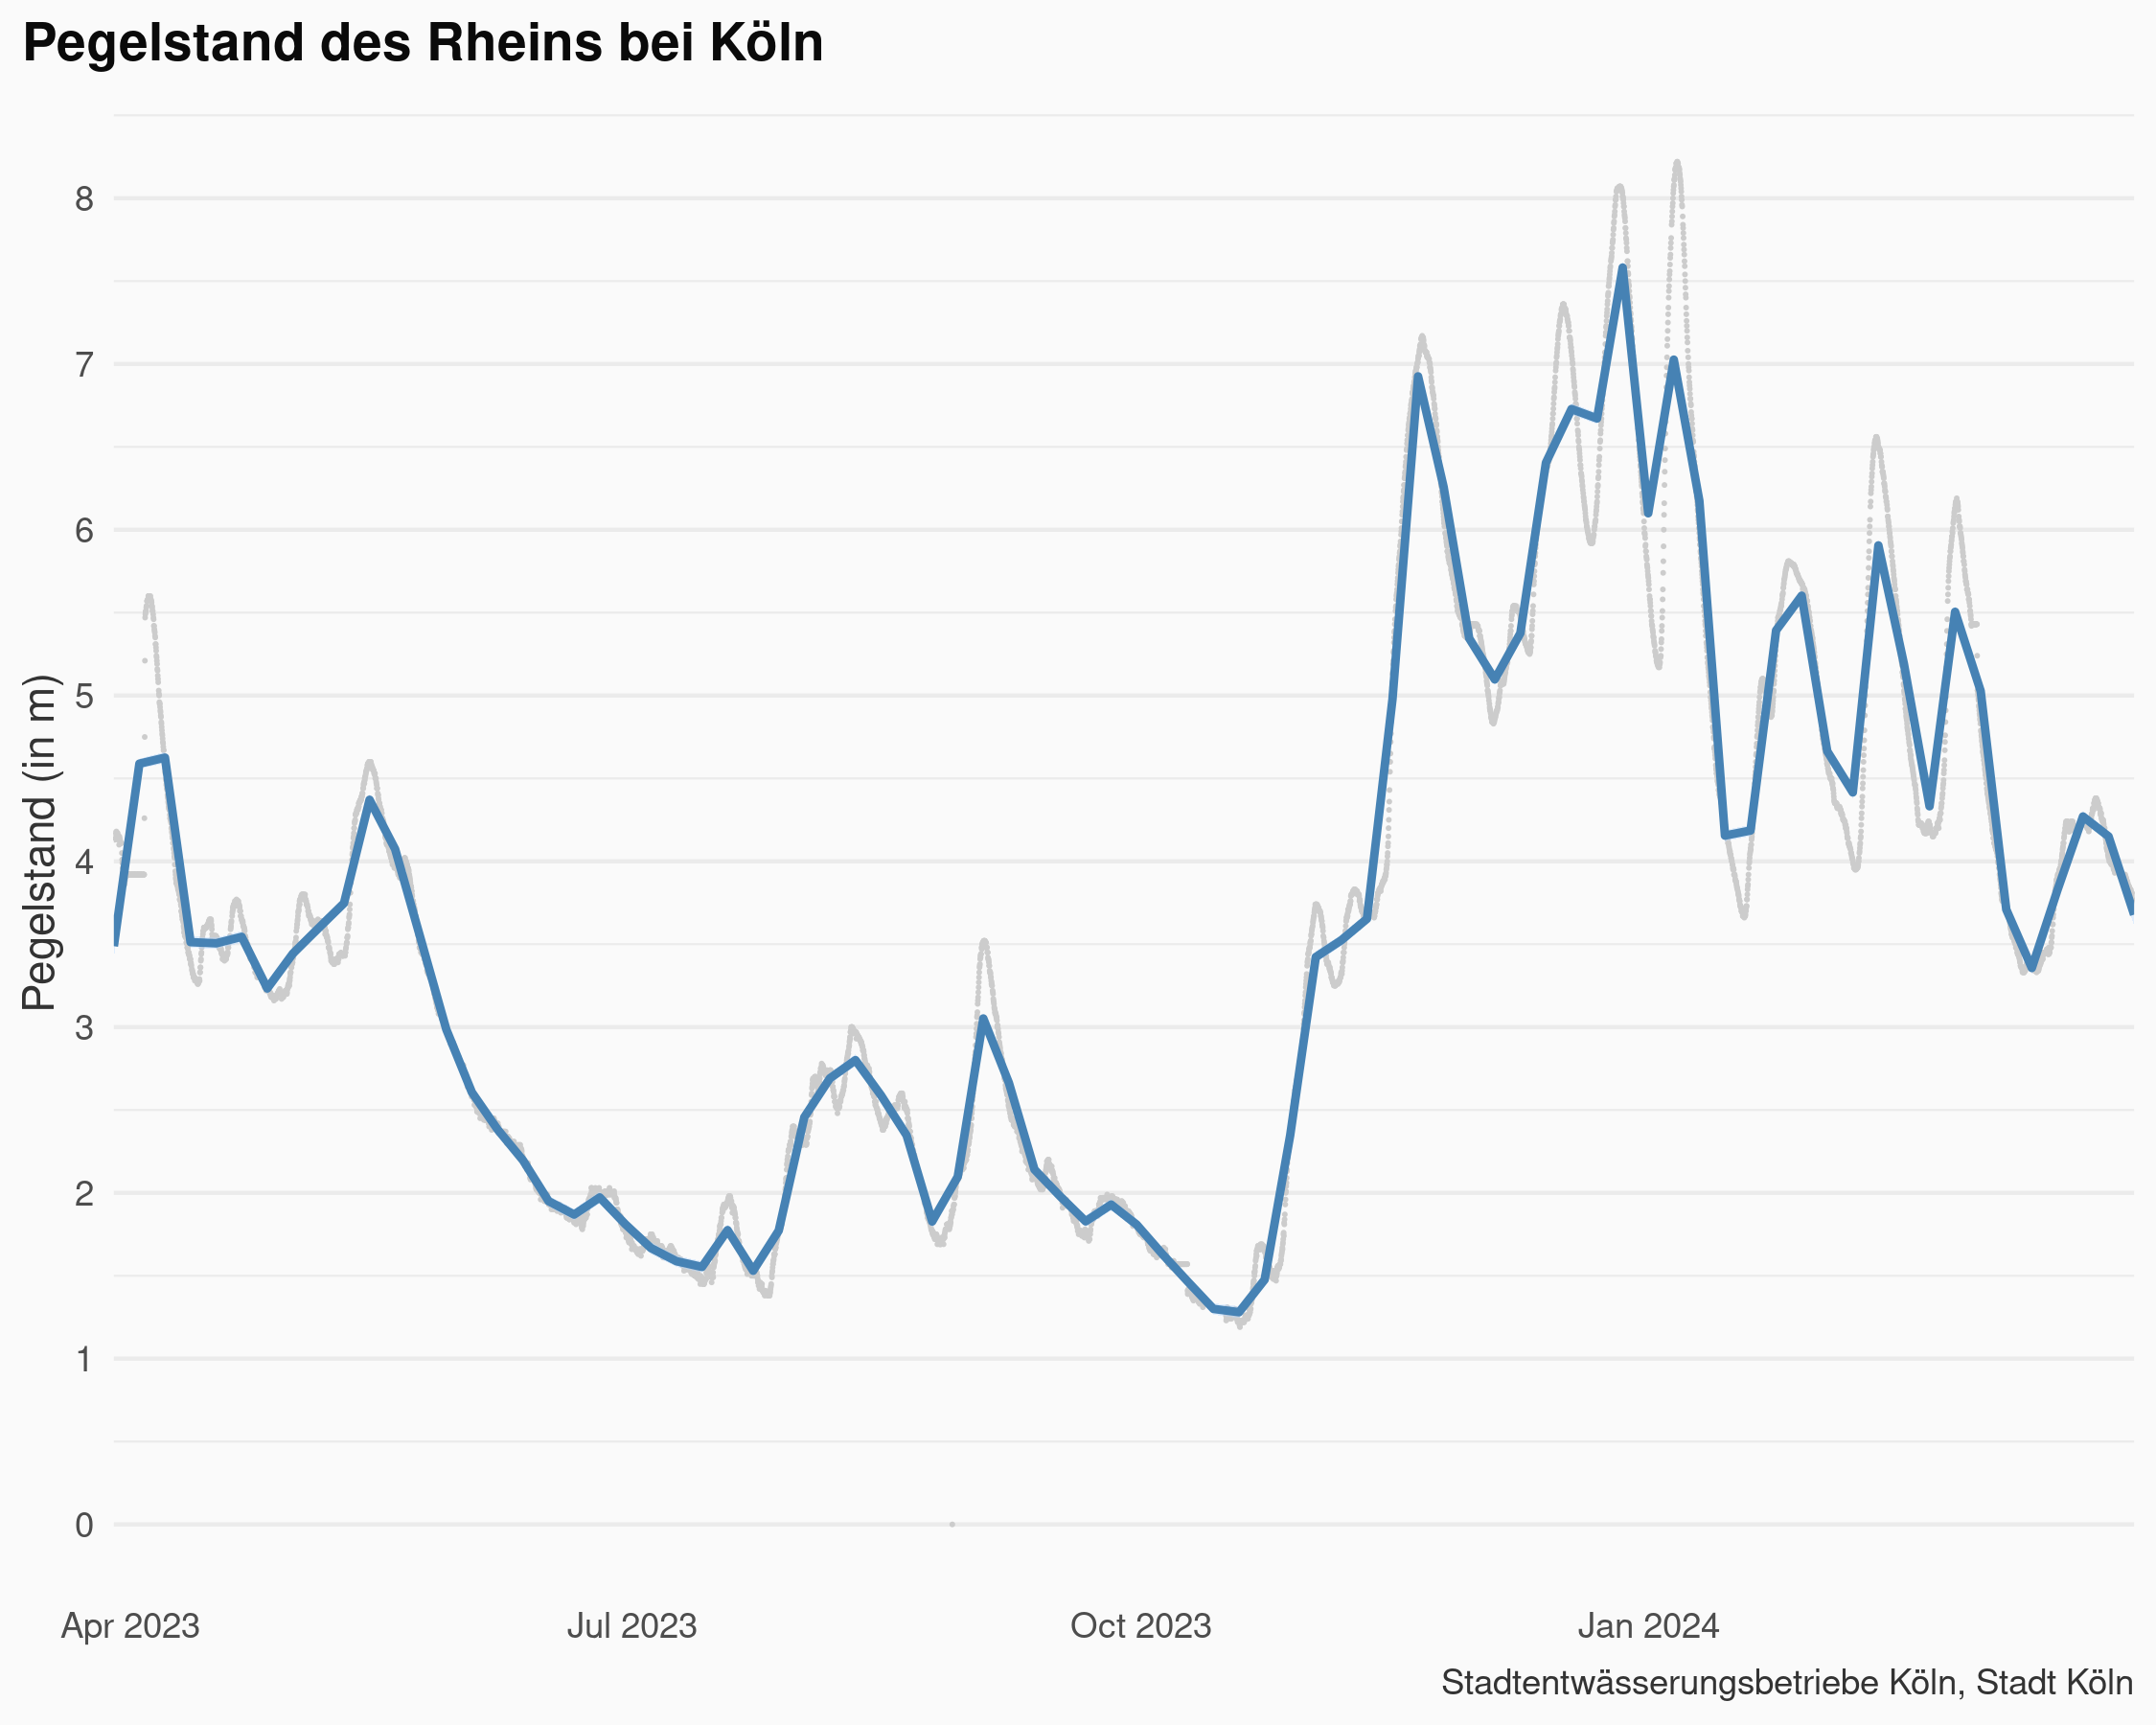 Pegelstand des Rheins bei Köln
Pegelstand (in m)
8
7
6
5
4
3
2
1
0
Apr 2023 Jul 2023 Oct 2023 Jan 2024
Stadtentwässerungsbetriebe Köln, Stadt Köln